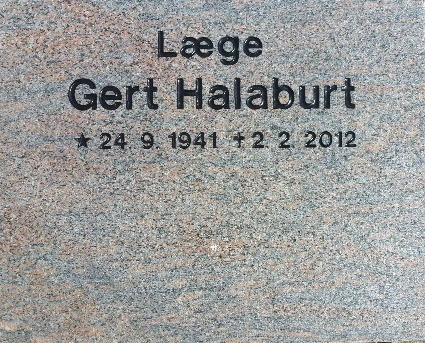 Læge
Gert Halaburt
★ 24. 9. 1941 ✝ 2. 2. 2012